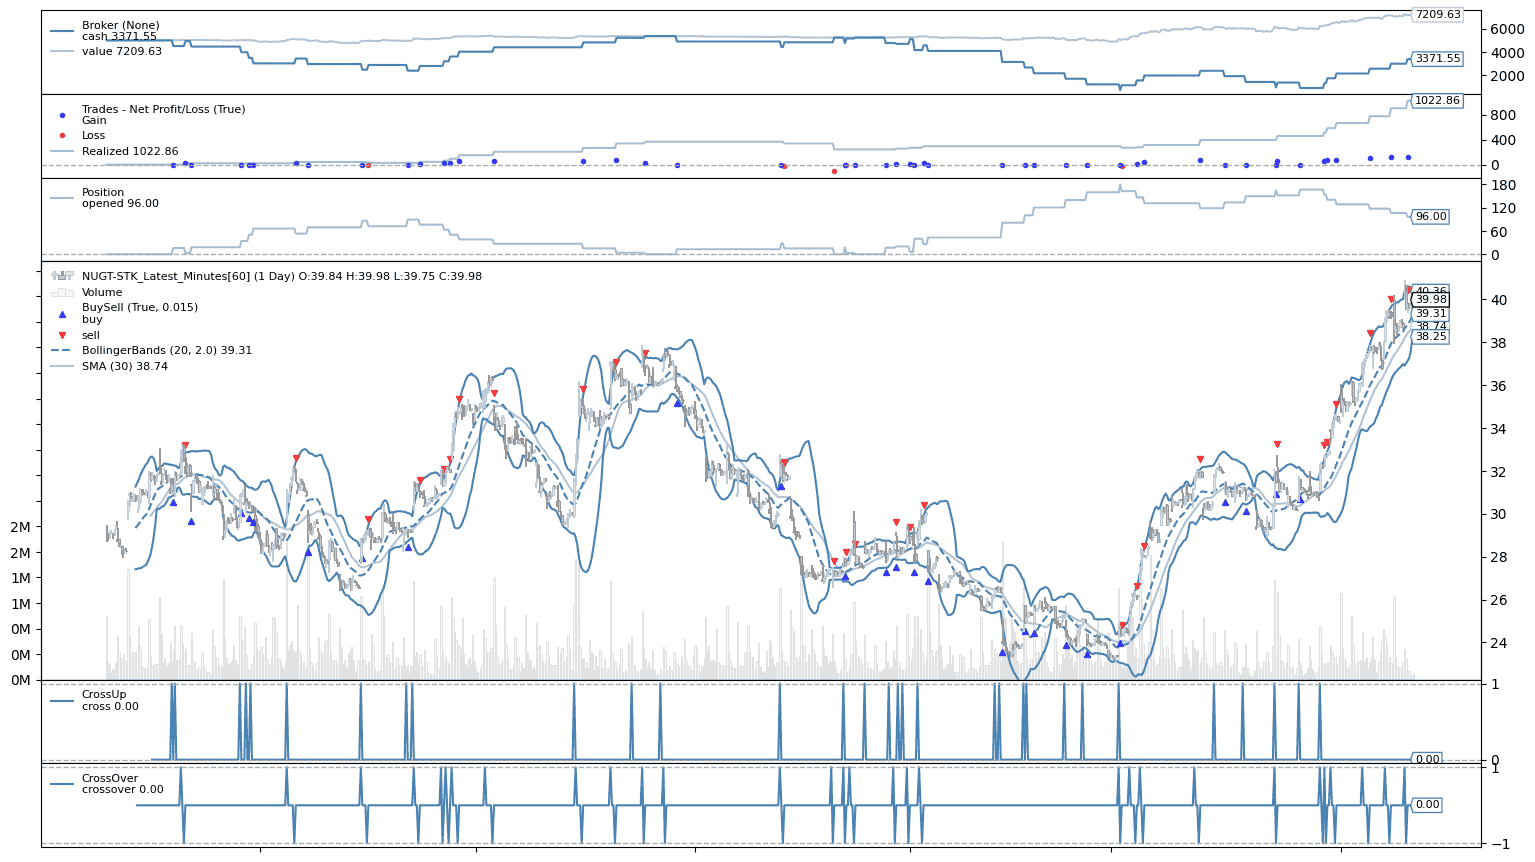 Broker (None)
cash 3371.55
value 7209.63
7209.63
6000
4000
3371.55
2000
Trades - Net Profit/Loss (True)
Gain
Loss
Realized 1022.86
1022.86
800
400
0
Position
opened 96.00
180
120
96.00
60
0
NUGT-STK_Latest_Minutes[60] (1 Day) O:39.84 H:39.98 L:39.75 C:39.98
Volume
BuySell (True, 0.015)
buy
sell
BollingerBands (20, 2.0) 39.31
SMA (30) 38.74
40.36
39.98
39.31
38.74
38.25
40
38
36
34
32
30
28
26
24
2M
2M
1M
1M
0M
0M
0M
CrossUp
cross 0.00
1
0.00
0
CrossOver
crossover 0.00
1
0.00
−1